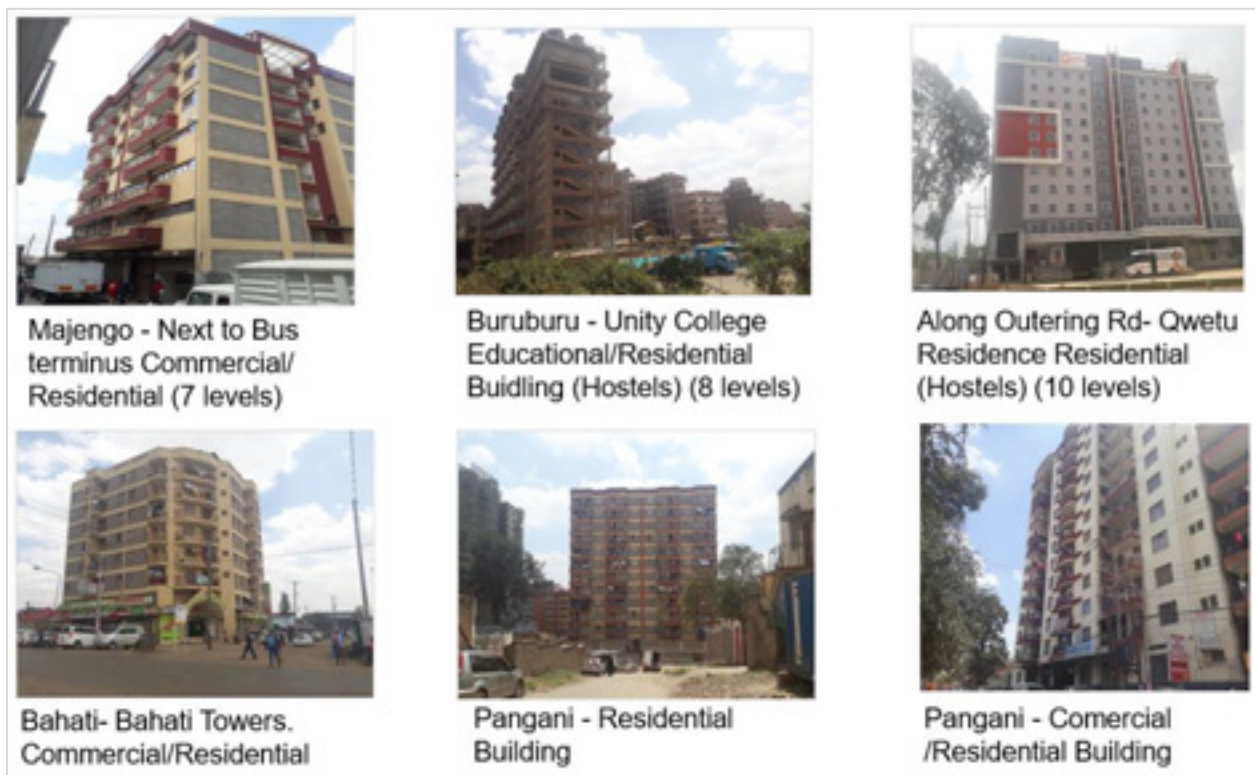 Majengo - Next to Bus
terminus Commercial/
Residential (7 levels)
Buruburu - Unity College
Educational/Residential
Buidling (Hostels) (8 levels)
Along Outering Rd- Qwetu
Residence Residential
(Hostels) (10 levels)
Bahati- Bahati Towers.
Commercial/Residential
Pangani - Residential
Building
Pangani - Comercial
/Residential Building